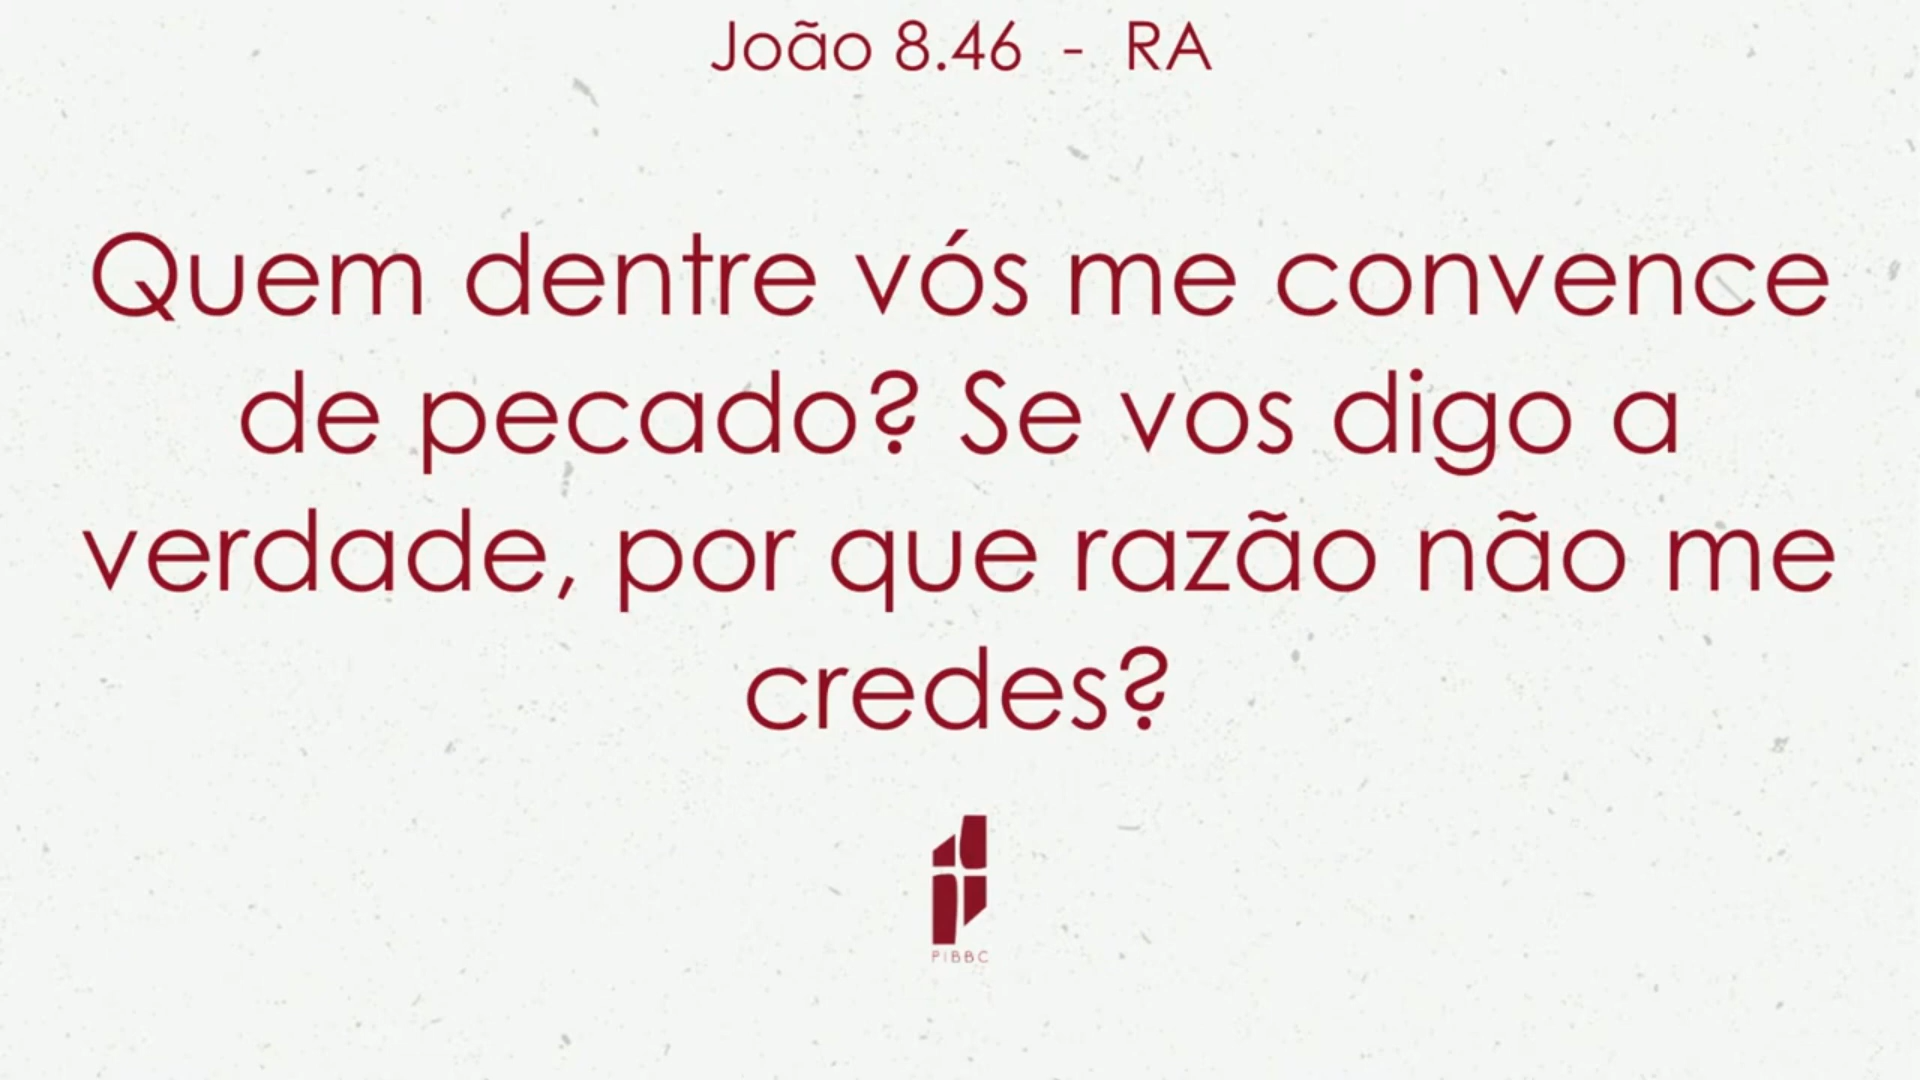 João 8.46 - RA
Quem dentre vós me convence
de pecado? Se vos digo a
verdade, por que razão não me
credes?
PIBBC